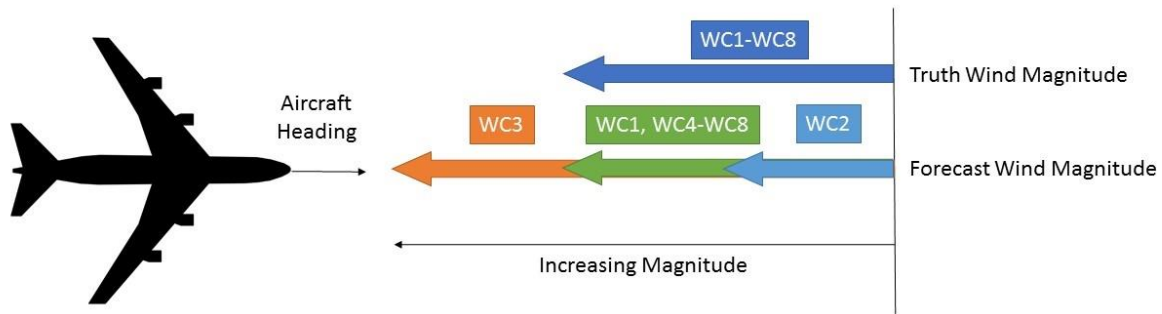 WC1-WC8
Truth Wind Magnitude
Aircraft
Heading
WC3
WC1, WC4-WC8
WC2
Forecast Wind Magnitude
Increasing Magnitude